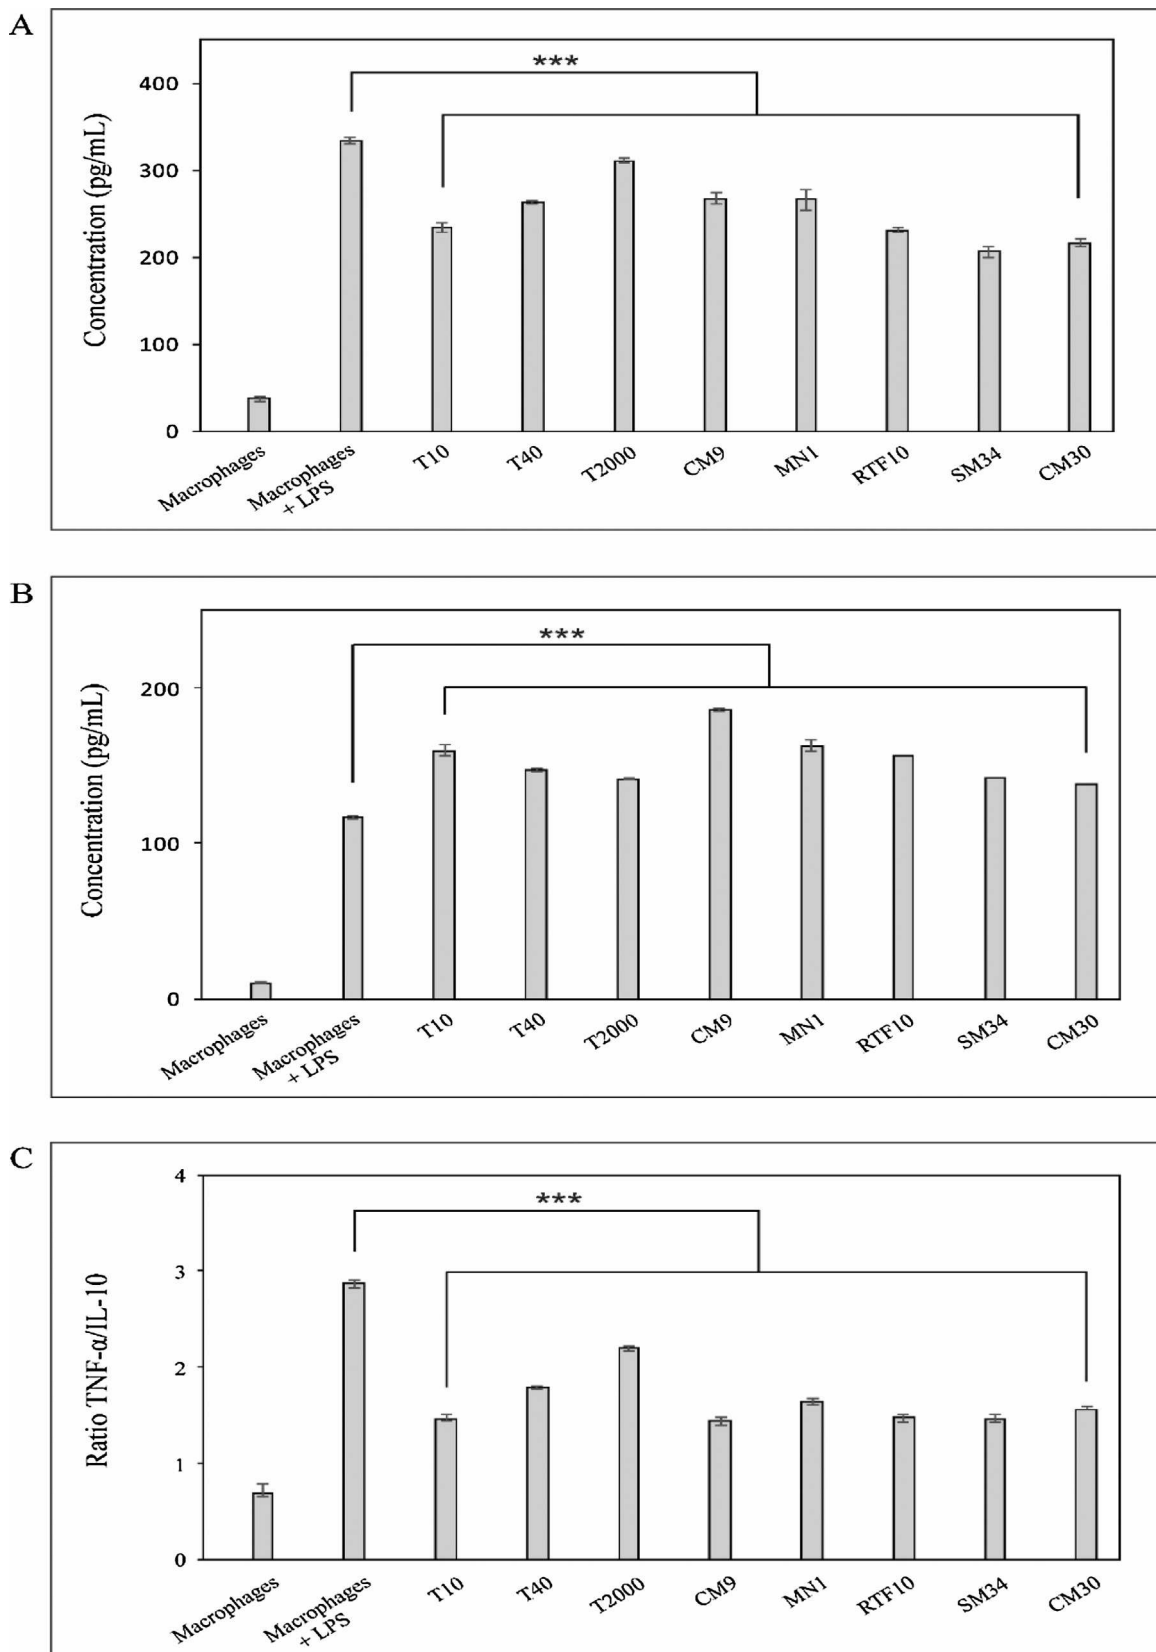 A
***
400
300
200
100
0
Concentration (pg/mL)
Macrophages
Macrophages
+ LPS
T10
T40
T2000
CM9
MN1
RTF10
SM34
CM30
B
***
200
100
0
Concentration (pg/mL)
Macrophages
Macrophages
+ LPS
T10
T40
T2000
CM9
MN1
RTF10
SM34
CM30
C
***
4
3
2
1
0
Ratio TNF-α/IL-10
Macrophages
Macrophages
+ LPS
T10
T40
T2000
CM9
MN1
RTF10
SM34
CM30